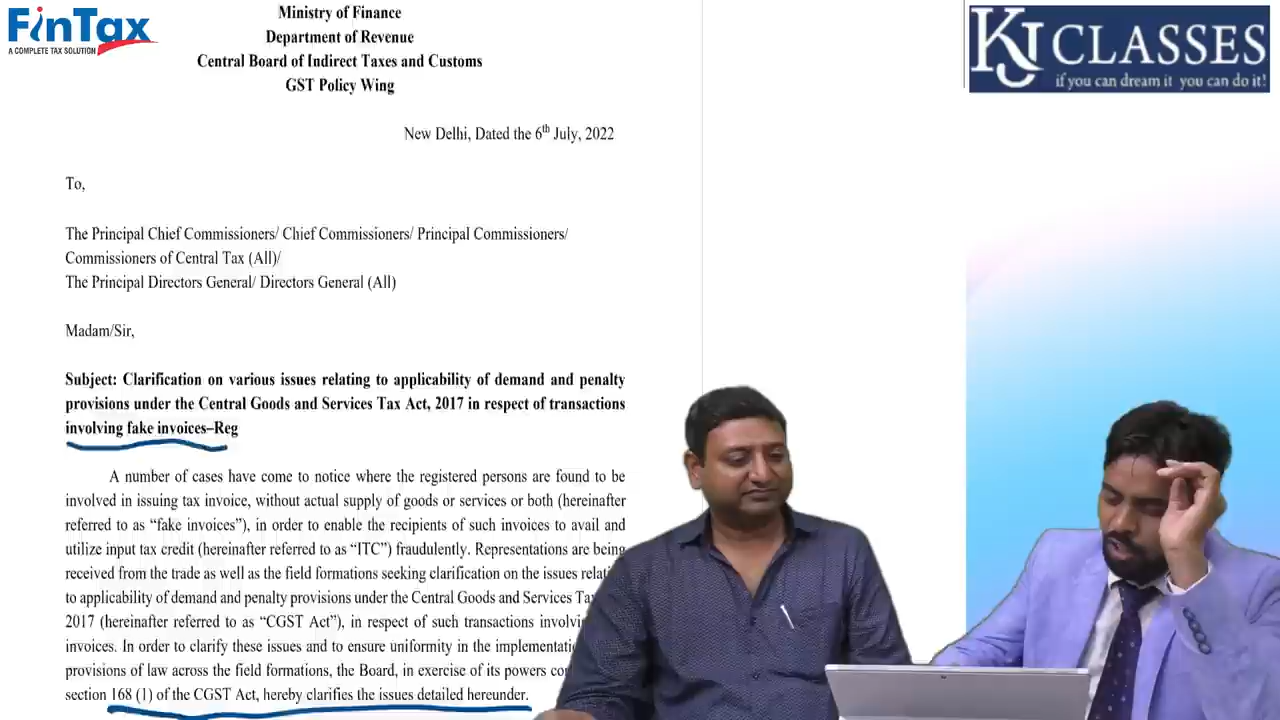 FinTax
A COMPLETE TAX SOLUTION
KJ CLASSES
if you can dream it you can do it!
Ministry of Finance
Department of Revenue
Central Board of Indirect Taxes and Customs
GST Policy Wing
New Delhi, Dated the 6th July, 2022
To,
The Principal Chief Commissioners/ Chief Commissioners/ Principal Commissioners/
Commissioners of Central Tax (All)/
The Principal Directors General/ Directors General (All)
Madam/Sir,
Subject: Clarification on various issues relating to applicability of demand and penalty
provisions under the Central Goods and Services Tax Act, 2017 in respect of transactions
involving fake invoices–Reg
A number of cases have come to notice where the registered persons are found to be
involved in issuing tax invoice, without actual supply of goods or services or both (hereinafter
referred to as “fake invoices”), in order to enable the recipients of such invoices to avail and
utilize input tax credit (hereinafter referred to as “ITC”) fraudulently. Representations are being
received from the trade as well as the field formations seeking clarification on the issues
to applicability of demand and penalty provisions under the Central Goods and Services Tax
2017 (hereinafter referred to as “CGST Act”), in respect of such transactions
invoices. In order to clarify these issues and to ensure uniformity in the
provisions of law across the field formations, the Board, in exercise of its powers
section 168 (1) of the CGST Act, hereby clarifies the issues detailed hereunder.